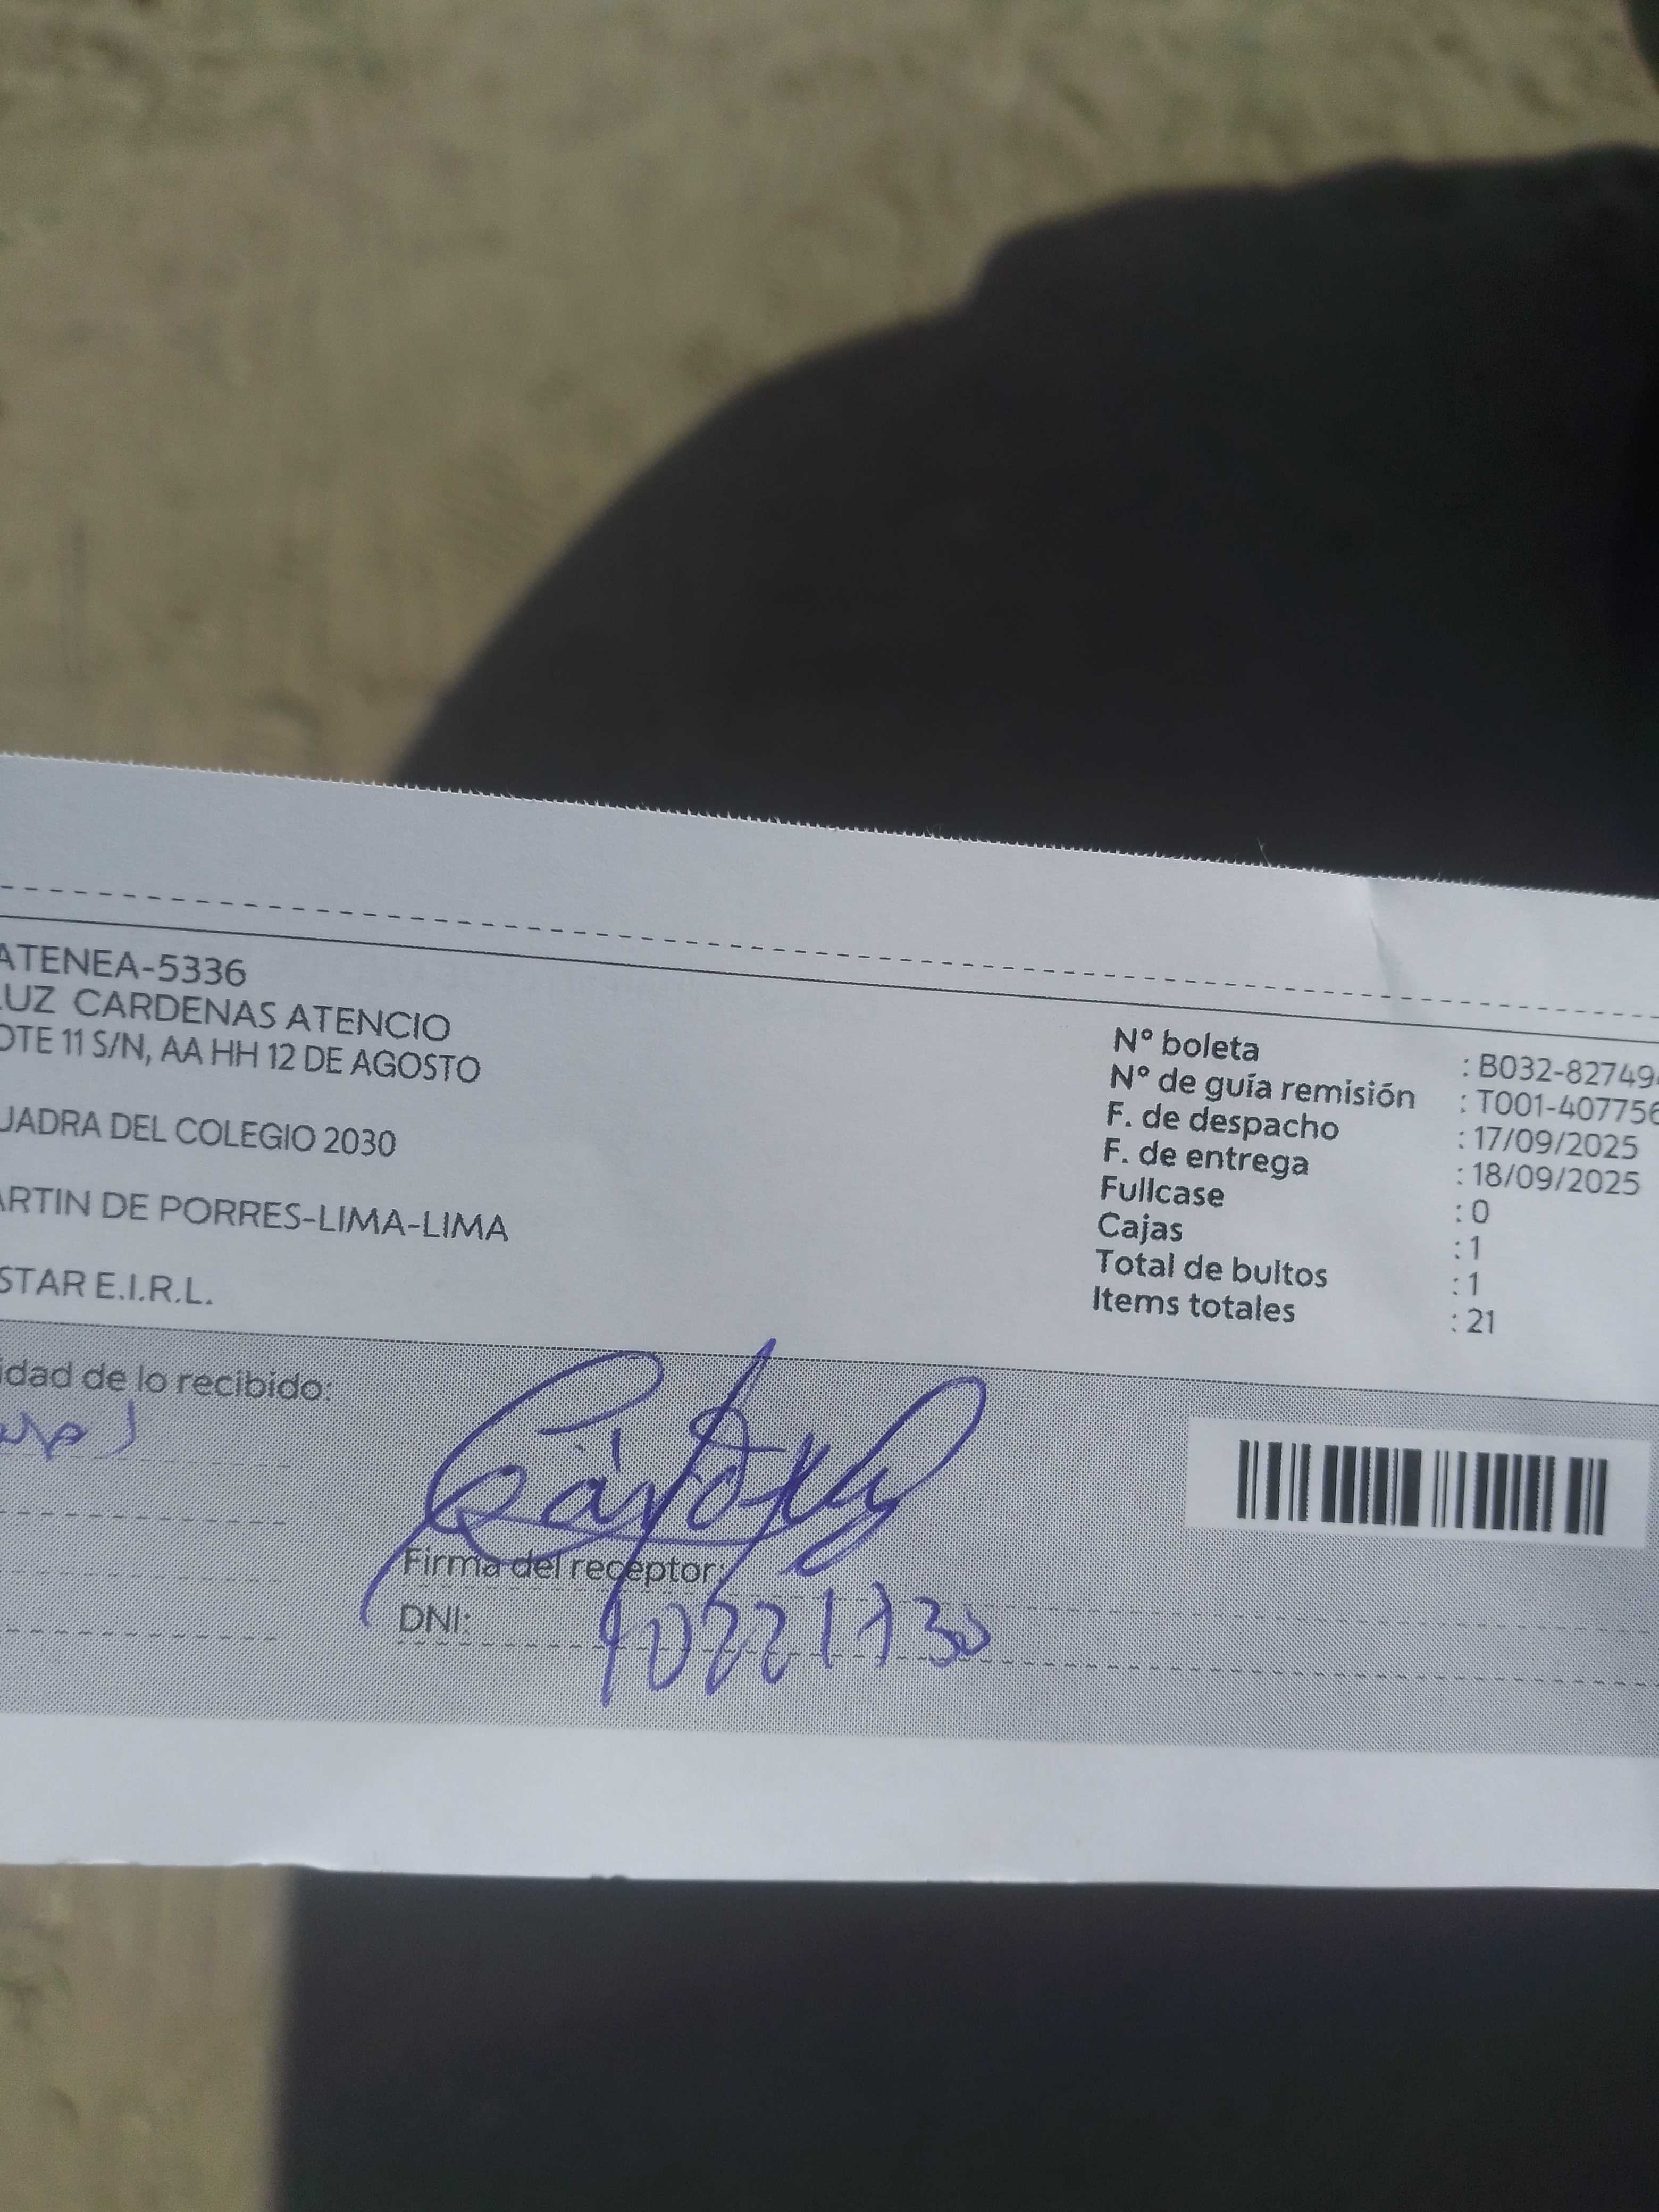 ATENEA-5336
LUZ CARDENAS ATENCIO
OTE 11 S/N, AA HH 12 DE AGOSTO
UADRA DEL COLEGIO 2030
ARTIN DE PORRES-LIMA-LIMA
STAR E.I.R.L.
N° boleta : B032-82749
N° de guía remisión : T001-407756
F. de despacho : 17/09/2025
F. de entrega : 18/09/2025
Fullcase : 0
Cajas : 1
Total de bultos : 1
Items totales : 21
idad de lo recibido:
Firma del receptor:
DNI: